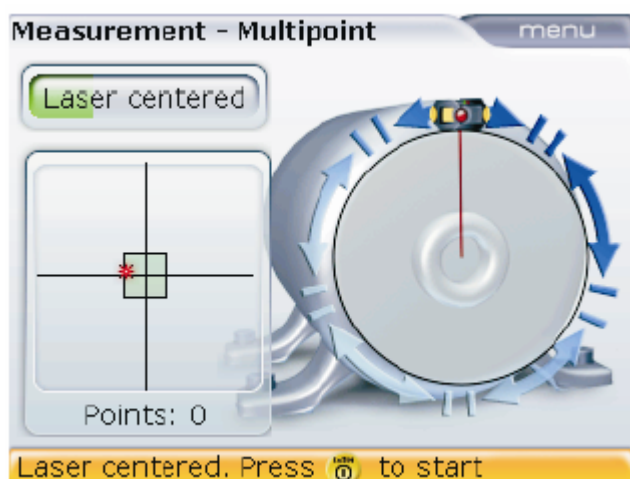 Measurement - Multipoint
menu
Laser centered
Points: 0
Laser centered. Press to start